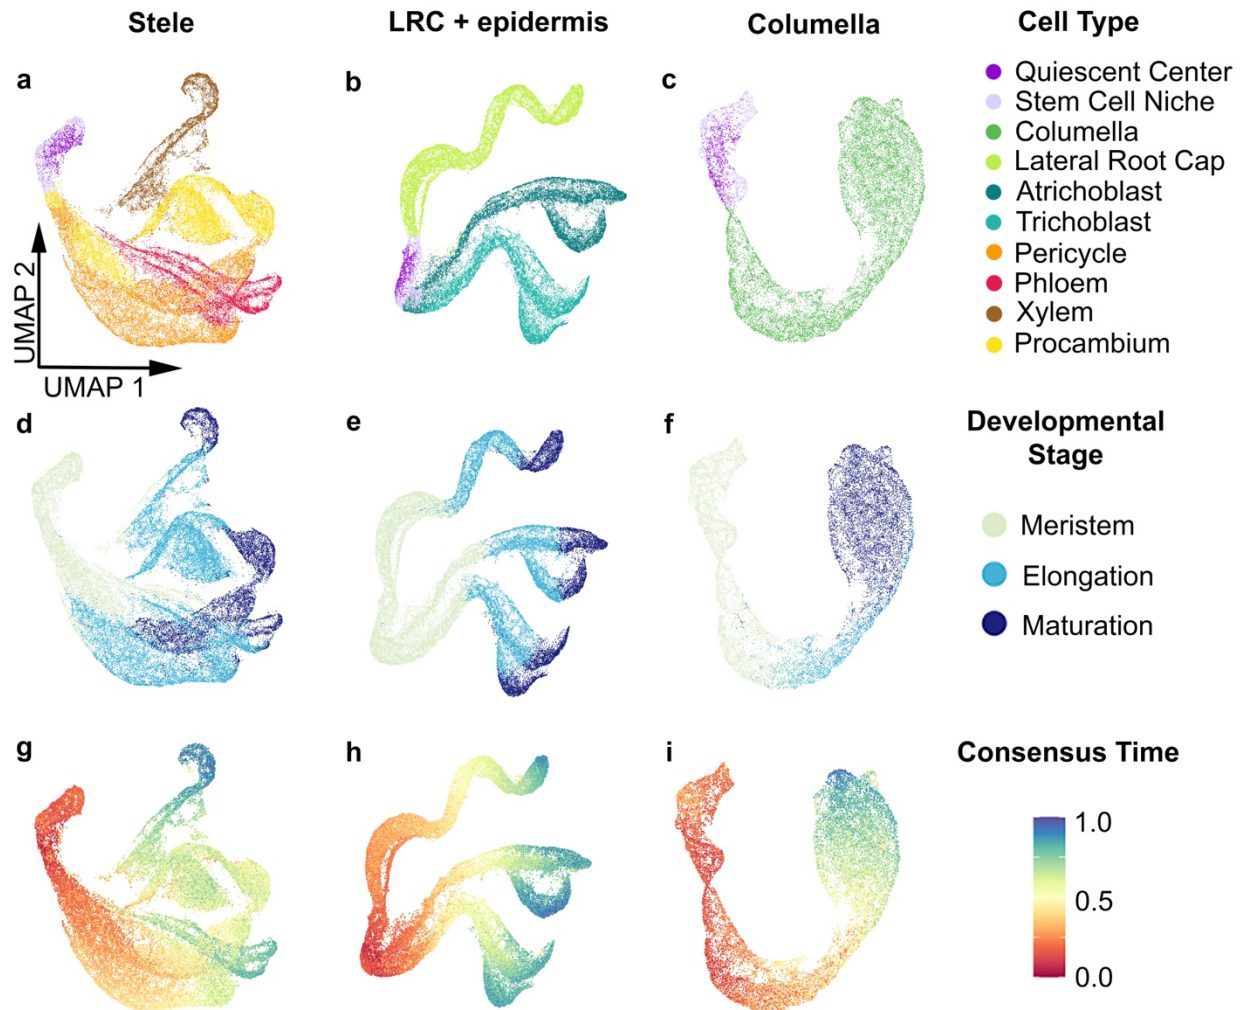 Stele
LRC + epidermis
Columella
Cell Type
a
b
c
Quiescent Center
Stem Cell Niche
Columella
Lateral Root Cap
Atrichoblast
Trichoblast
Pericycle
Phloem
Xylem
Procambium
UMAP 2
UMAP 1
d
e
f
Developmental
Stage
Meristem
Elongation
Maturation
g
h
i
Consensus Time
1.0
0.5
0.0